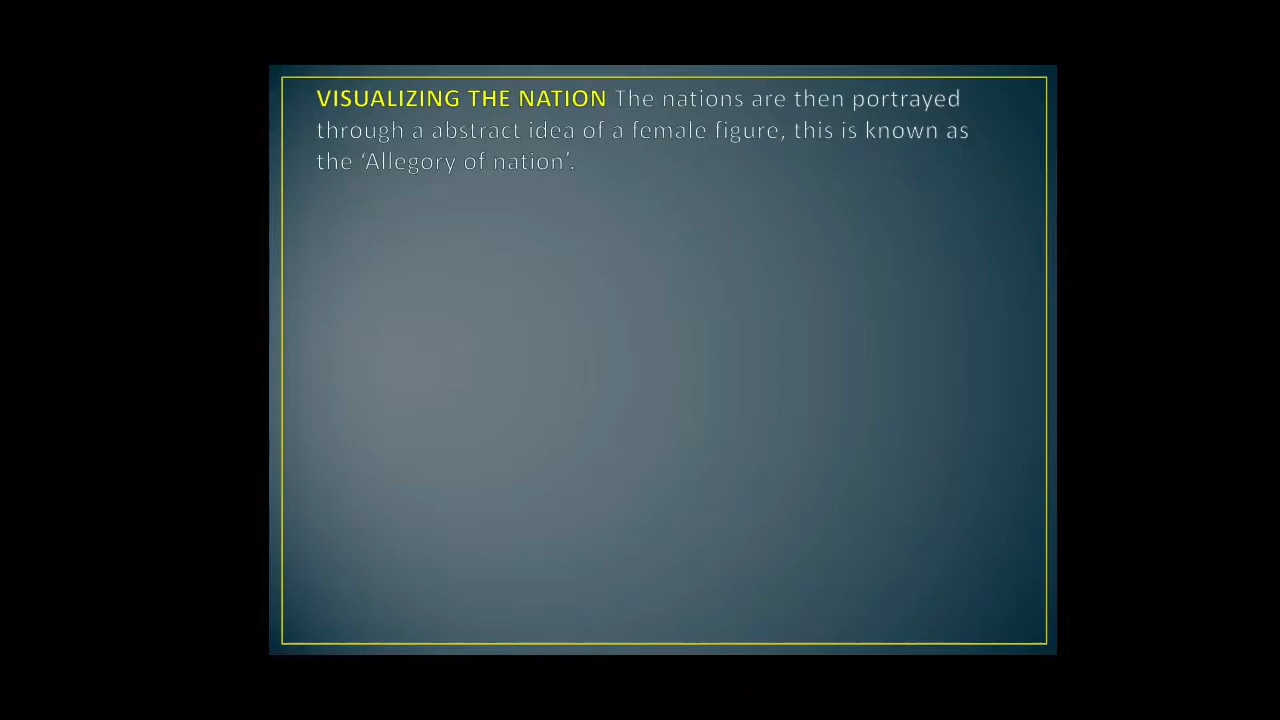 VISUALIZING THE NATION The nations are then portrayed
through a abstract idea of a female figure, this is known as
the ‘Allegory of nation’.